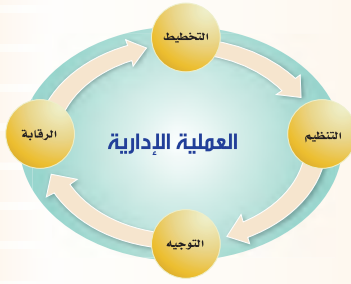 التخطيط
التنظيم
العملية الإدارية
الرقابة
التوجيه